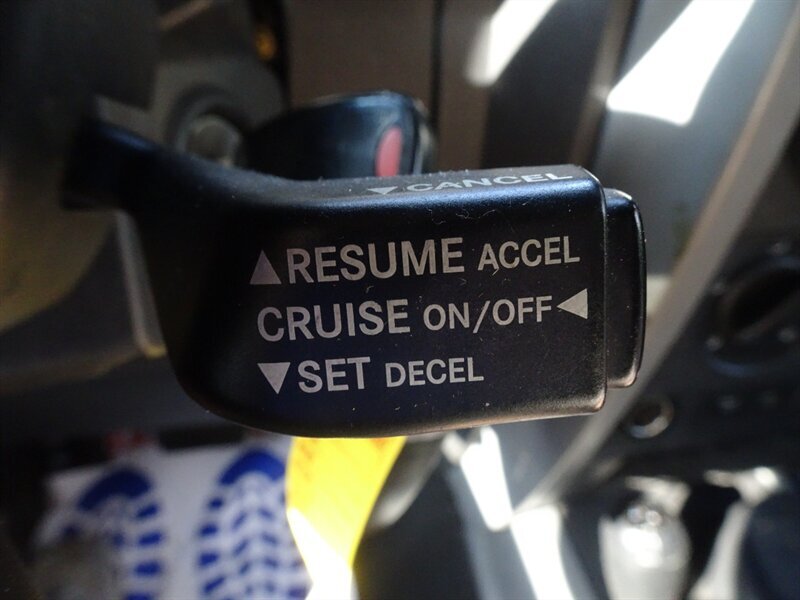 ▼ CANCEL
▲RESUME ACCEL
CRUISE ON/OFF◀
▼SET DECEL